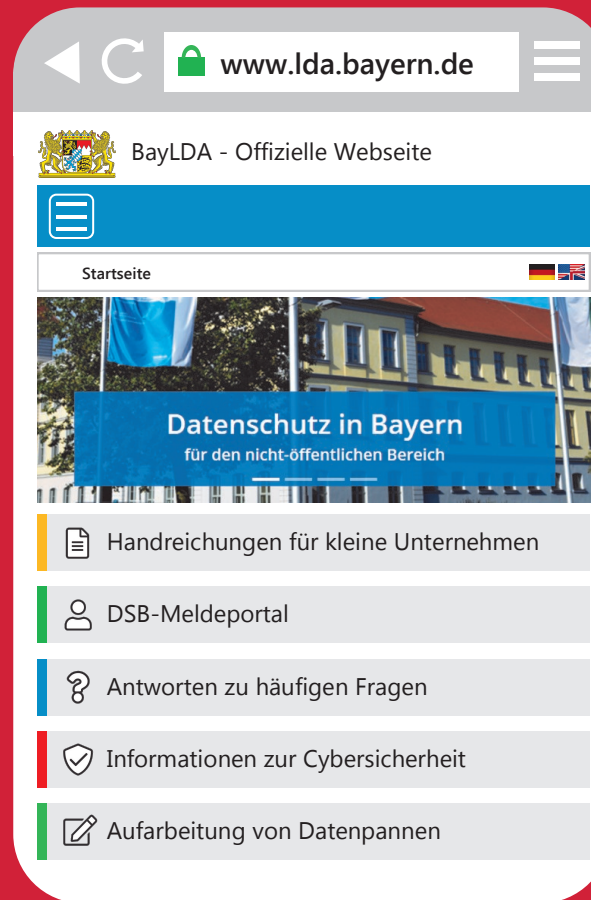 www.lda.bayern.de
BayLDA - Offizielle Webseite
Startseite
Datenschutz in Bayern
für den nicht-öffentlichen Bereich
Handreichungen für kleine Unternehmen
DSB-Meldeportal
Antworten zu häufigen Fragen
Informationen zur Cybersicherheit
Aufarbeitung von Datenpannen